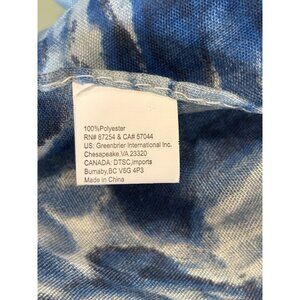 100%Polyester
RN# 87254 & CA# 57044
US: Greenbrier International Inc.
Chesapeake,VA 23320
CANADA: DTSC,imports
Burnaby,BC V5G 4P3
Made in China